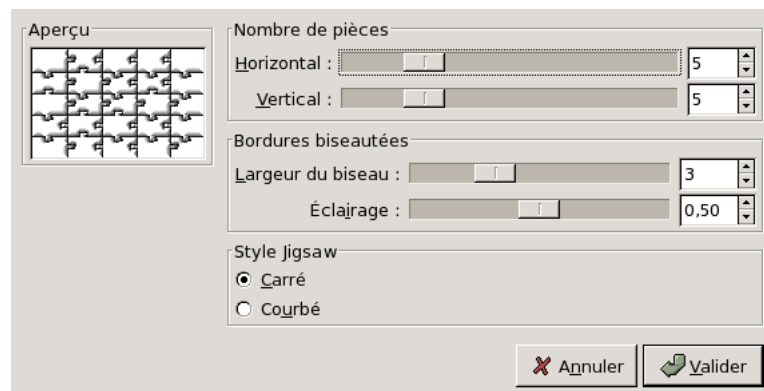 Aperçu
Nombre de pièces
Horizontal : 5
Vertical : 5
Bordures biseautées
Largeur du biseau : 3
Éclairage : 0,50
Style Jigsaw
Carré
Courbé
Annuler Valider